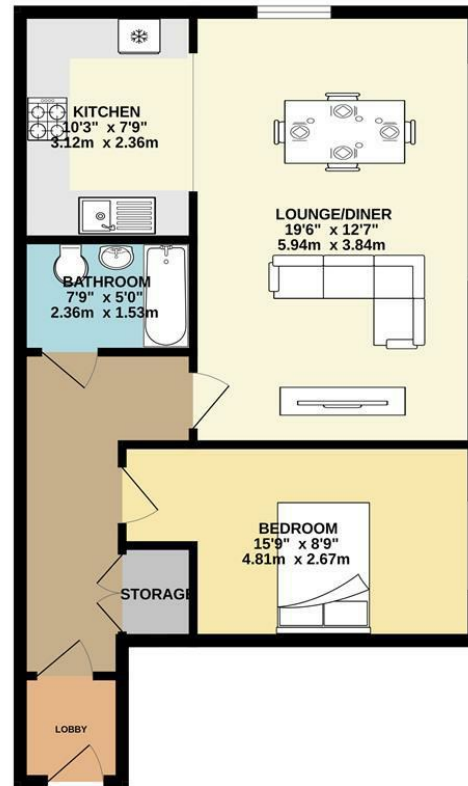 KITCHEN
10'3" x 7'9"
3.12m x 2.36m
LOUNGE/DINER
19'6" x 12'7"
5.94m x 3.84m
BATHROOM
7'9" x 5'0"
2.36m x 1.53m
BEDROOM
15'9" x 8'9"
4.81m x 2.67m
STORAGE
LOBBY